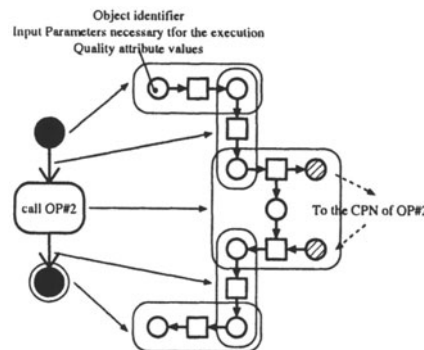 Object identifier
Input Parameters necessary tfor the execution
Quality attribute values
call OP#2
To the CPN of OP#2